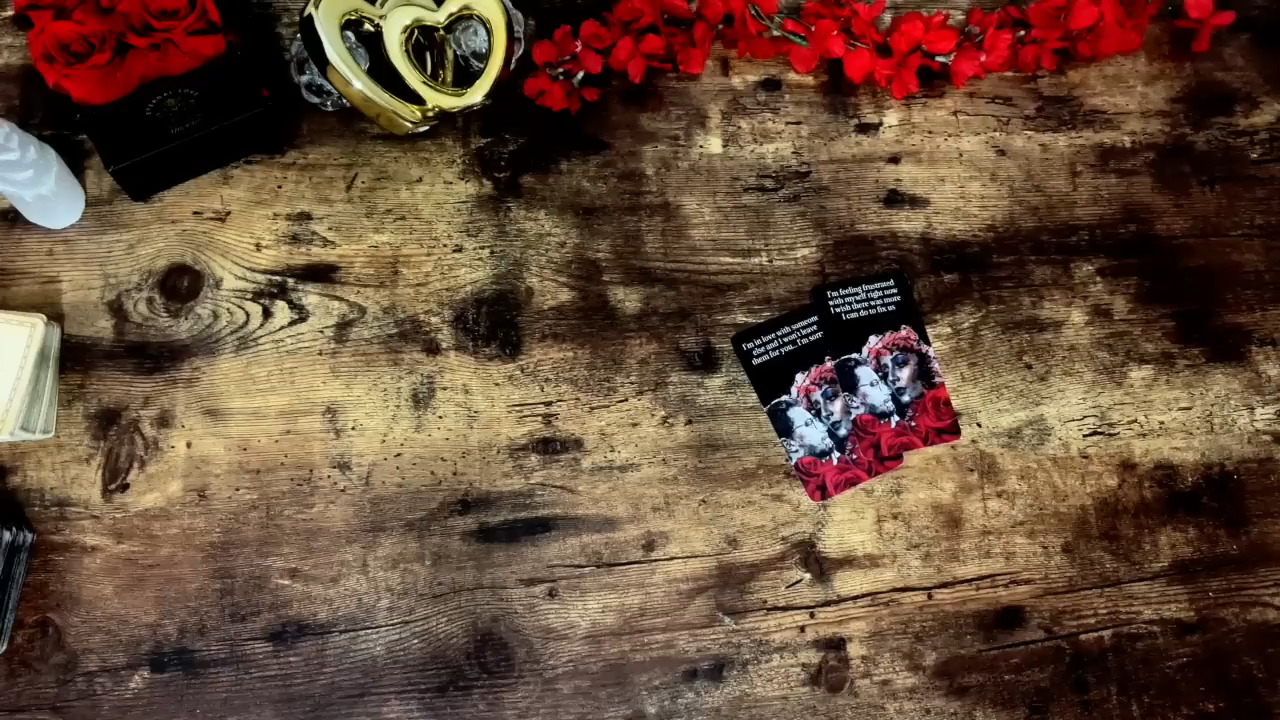 I'm in love with someone
else and I won't leave
them for you... I'm sorry
I'm feeling frustrated
with myself right now
I wish there was more
I can do to fix us